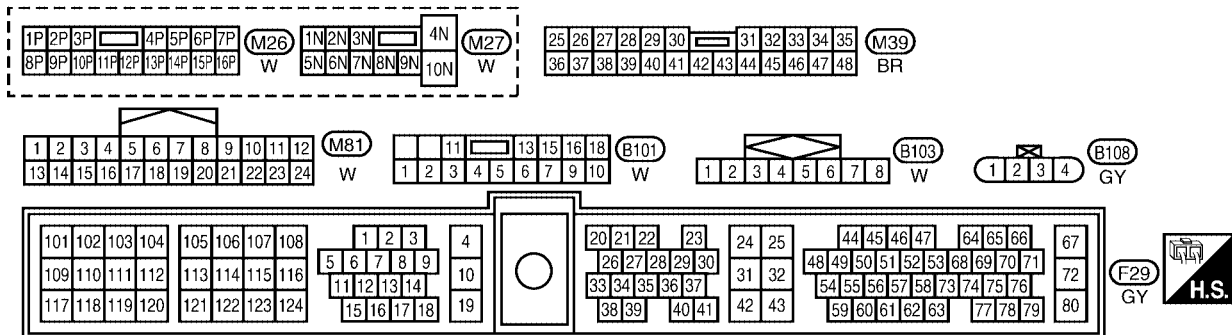 1P 2P 3P 4P 5P 6P 7P
8P 9P 10P 11P 12P 13P 14P 15P 16P
M26
W
1N 2N 3N 4N
5N 6N 7N 8N 9N 10N
M27
W
25 26 27 28 29 30 31 32 33 34 35
36 37 38 39 40 41 42 43 44 45 46 47 48
M39
BR
1 2 3 4 5 6 7 8 9 10 11 12
13 14 15 16 17 18 19 20 21 22 23 24
M81
W
11 13 15 16 18
1 2 3 4 5 7 9 10
B101
W
1 2 3 4 5 6 7 8
B103
W
1 2 3 4
B108
GY
101 102 103 104 105 106 107 108 1 2 3 4 20 21 22 23 24 25 44 45 46 47 64 65 66 67
5 6 7 8 9 26 27 28 29 30 48 49 50 51 52 53 68 69 70 71
109 110 111 112 113 114 115 116 10 31 32 72
11 12 13 14 33 34 35 36 37 54 55 56 57 58 73 74 75 76
117 118 119 120 121 122 123 124 15 16 17 18 19 38 39 40 41 42 43 59 60 61 62 63 77 78 79 80
F29
GY
H.S.